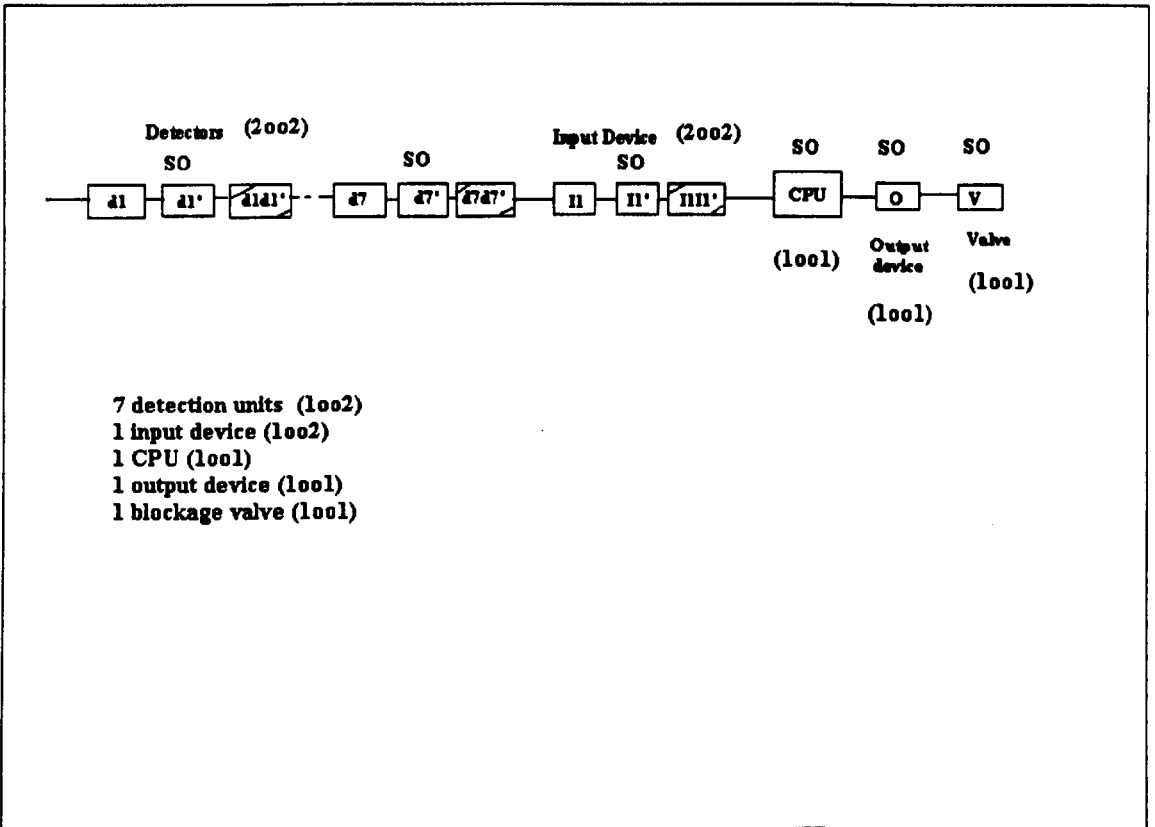 Detectors (2oo2)
SO
SO
Input Device (2oo2)
SO
SO
SO
SO
d1
d1'
d1d1'
d7
d7'
d7d7'
I1
I1'
I1I1'
CPU
O
V
(1oo1)
Output
device
(1oo1)
Valve
(1oo1)
7 detection units (1oo2)
1 input device (1oo2)
1 CPU (1oo1)
1 output device (1oo1)
1 blockage valve (1oo1)